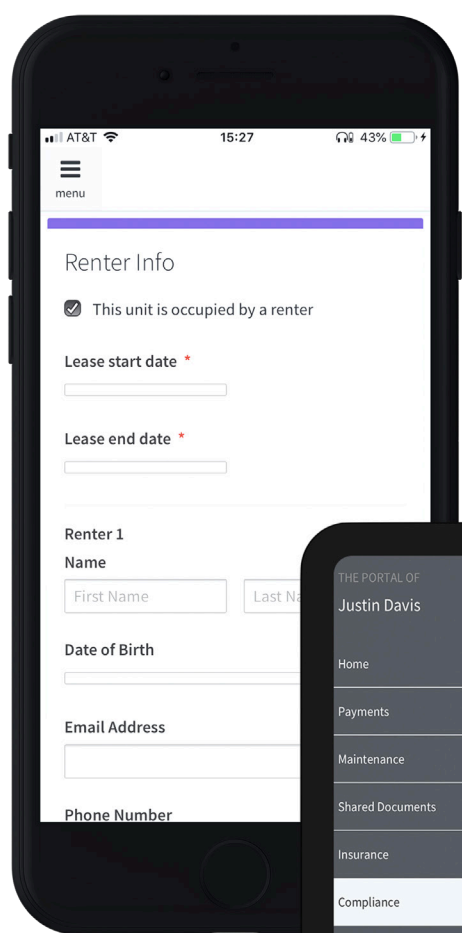 AT&T 15:27 43%
menu
Renter Info
This unit is occupied by a renter
Lease start date *
Lease end date *
Renter 1
Name
First Name Last
Date of Birth
Email Address
Phone Number
THE PORTAL OF
Justin Davis
Home
Payments
Maintenance
Shared Documents
Insurance
Compliance